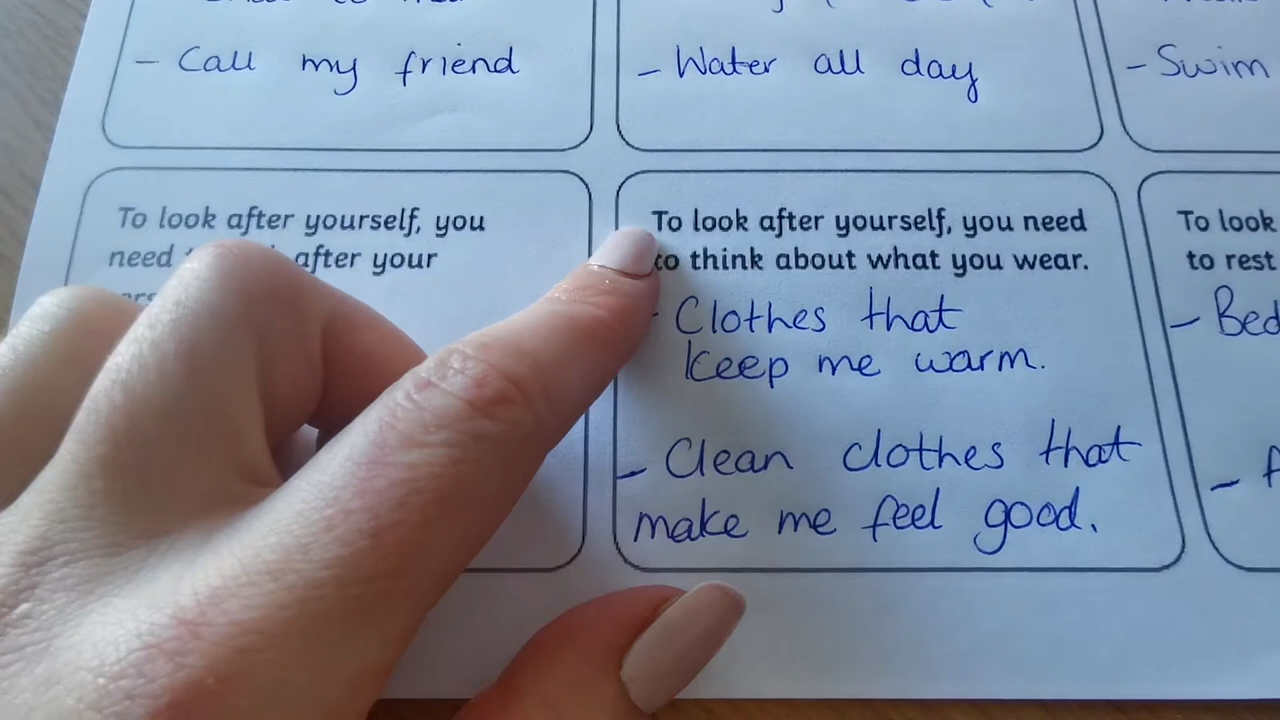 - Call my friend
- Water all day
- Swim
To look after yourself, you
need after your
To look after yourself, you need
to think about what you wear.
- Clothes that
keep me warm.
- Clean clothes that
make me feel good.
To look
to rest
- Bed